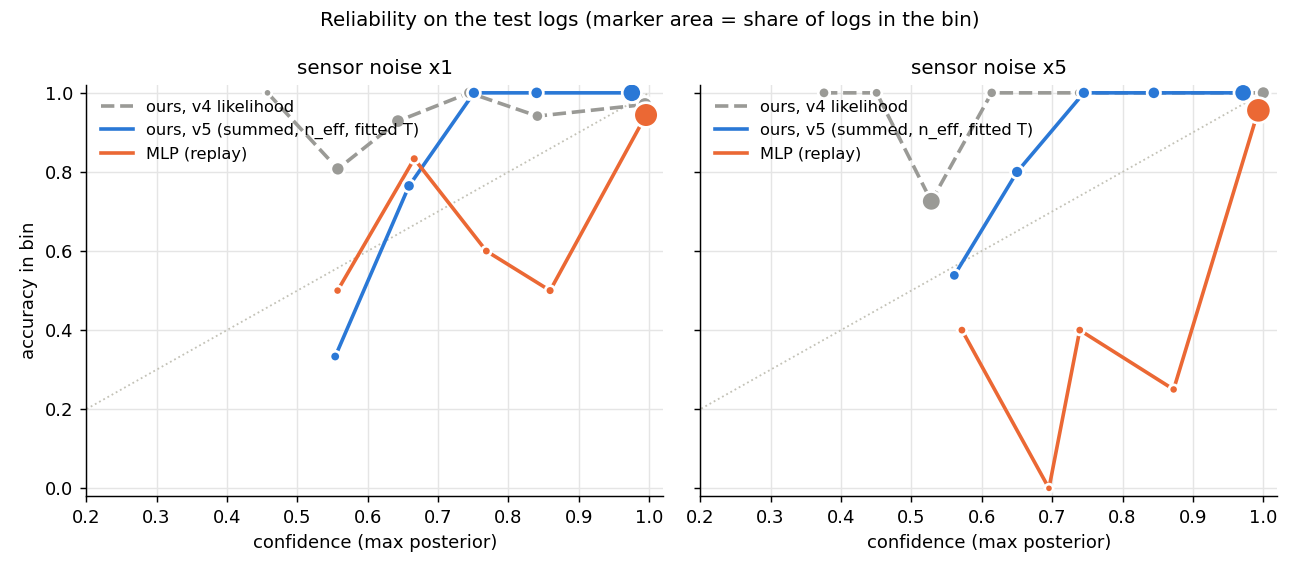 Reliability on the test logs (marker area = share of logs in the bin)
sensor noise x1
ours, v4 likelihood
ours, v5 (summed, n_eff, fitted T)
MLP (replay)
accuracy in bin
1.0
0.8
0.6
0.4
0.2
0.0
0.2 0.3 0.4 0.5 0.6 0.7 0.8 0.9 1.0
confidence (max posterior)
sensor noise x5
ours, v4 likelihood
ours, v5 (summed, n_eff, fitted T)
MLP (replay)
0.2 0.3 0.4 0.5 0.6 0.7 0.8 0.9 1.0
confidence (max posterior)